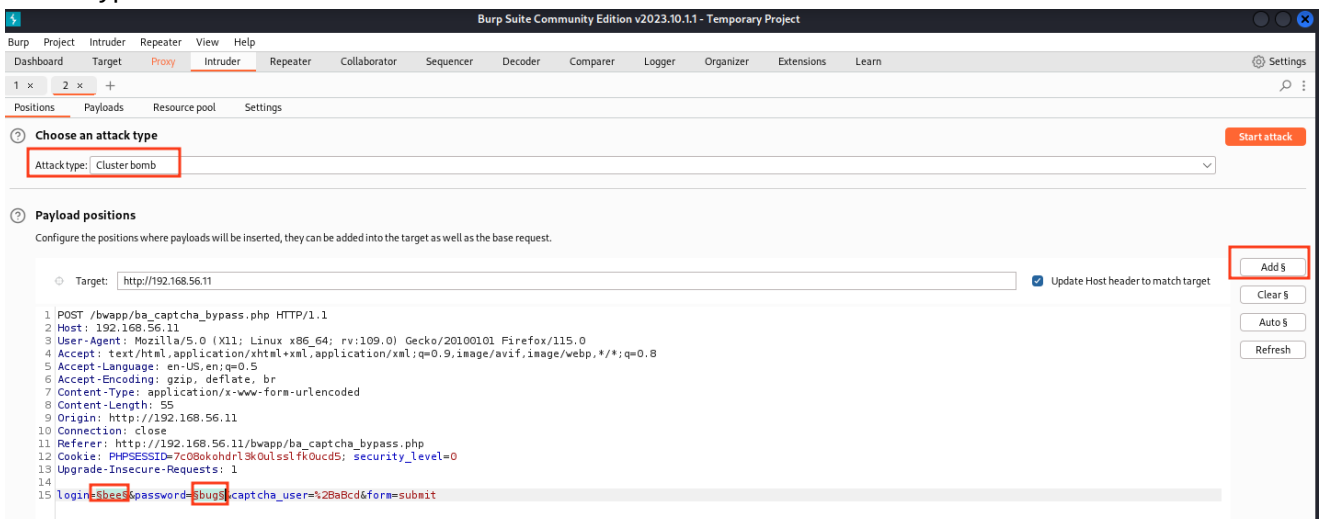 Burp Suite Community Edition v2023.10.1.1 - Temporary Project
Burp Project Intruder Repeater View Help
Dashboard Target Proxy Intruder Repeater Collaborator Sequencer Decoder Comparer Logger Organizer Extensions Learn Settings
1 × 2 × +
Positions Payloads Resource pool Settings
? Choose an attack type Start attack
Attack type: Cluster bomb
? Payload positions
Configure the positions where payloads will be inserted, they can be added into the target as well as the base request.
Add §
Target: http://192.168.56.11 Update Host header to match target
Clear §
Auto §
Refresh
1 POST /bwapp/ba_captcha_bypass.php HTTP/1.1
2 Host: 192.168.56.11
3 User-Agent: Mozilla/5.0 (X11; Linux x86_64; rv:109.0) Gecko/20100101 Firefox/115.0
4 Accept: text/html,application/xhtml+xml,application/xml;q=0.9,image/avif,image/webp,*/*;q=0.8
5 Accept-Language: en-US,en;q=0.5
6 Accept-Encoding: gzip, deflate, br
7 Content-Type: application/x-www-form-urlencoded
8 Content-Length: 55
9 Origin: http://192.168.56.11
10 Connection: close
11 Referer: http://192.168.56.11/bwapp/ba_captcha_bypass.php
12 Cookie: PHPSESSID=7c08okohdrl3k0ulsslfk0ucd5; security_level=0
13 Upgrade-Insecure-Requests: 1
14
15 login=§bee§&password=§bug§&captcha_user=%2BaBcd&form=submit